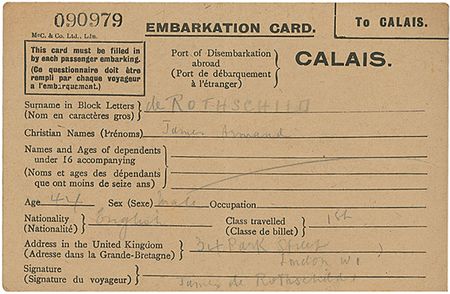 090979
EMBARKATION CARD.
To CALAIS.
McC. & Co. Ltd., Ldn.
This card must be filled in
by each passenger embarking.
(Ce questionaire doit être
rempli par chaque voyageur
a l'embarquement.)
Port of Disembarkation
abroad
(Port de débarquement
à l'étranger)
CALAIS.
Surname in Block Letters
(Nom en caractères gros)
de ROTHSCHILD
Christian Names (Prénoms) James Armand
Names and Ages of dependents
under 16 accompanying
(Noms et ages des dépendants
que ont moins de seize ans)
Age 44 Sex (Sexe) male Occupation
Nationality
(Nationalité)
English
Class travelled
(Classe de billet)
1st
Address in the United Kingdom
(Adresse dans la Grande-Bretagne)
34 Park Street
London W1
Signature
(Signature du voyageur)
James de Rothschild